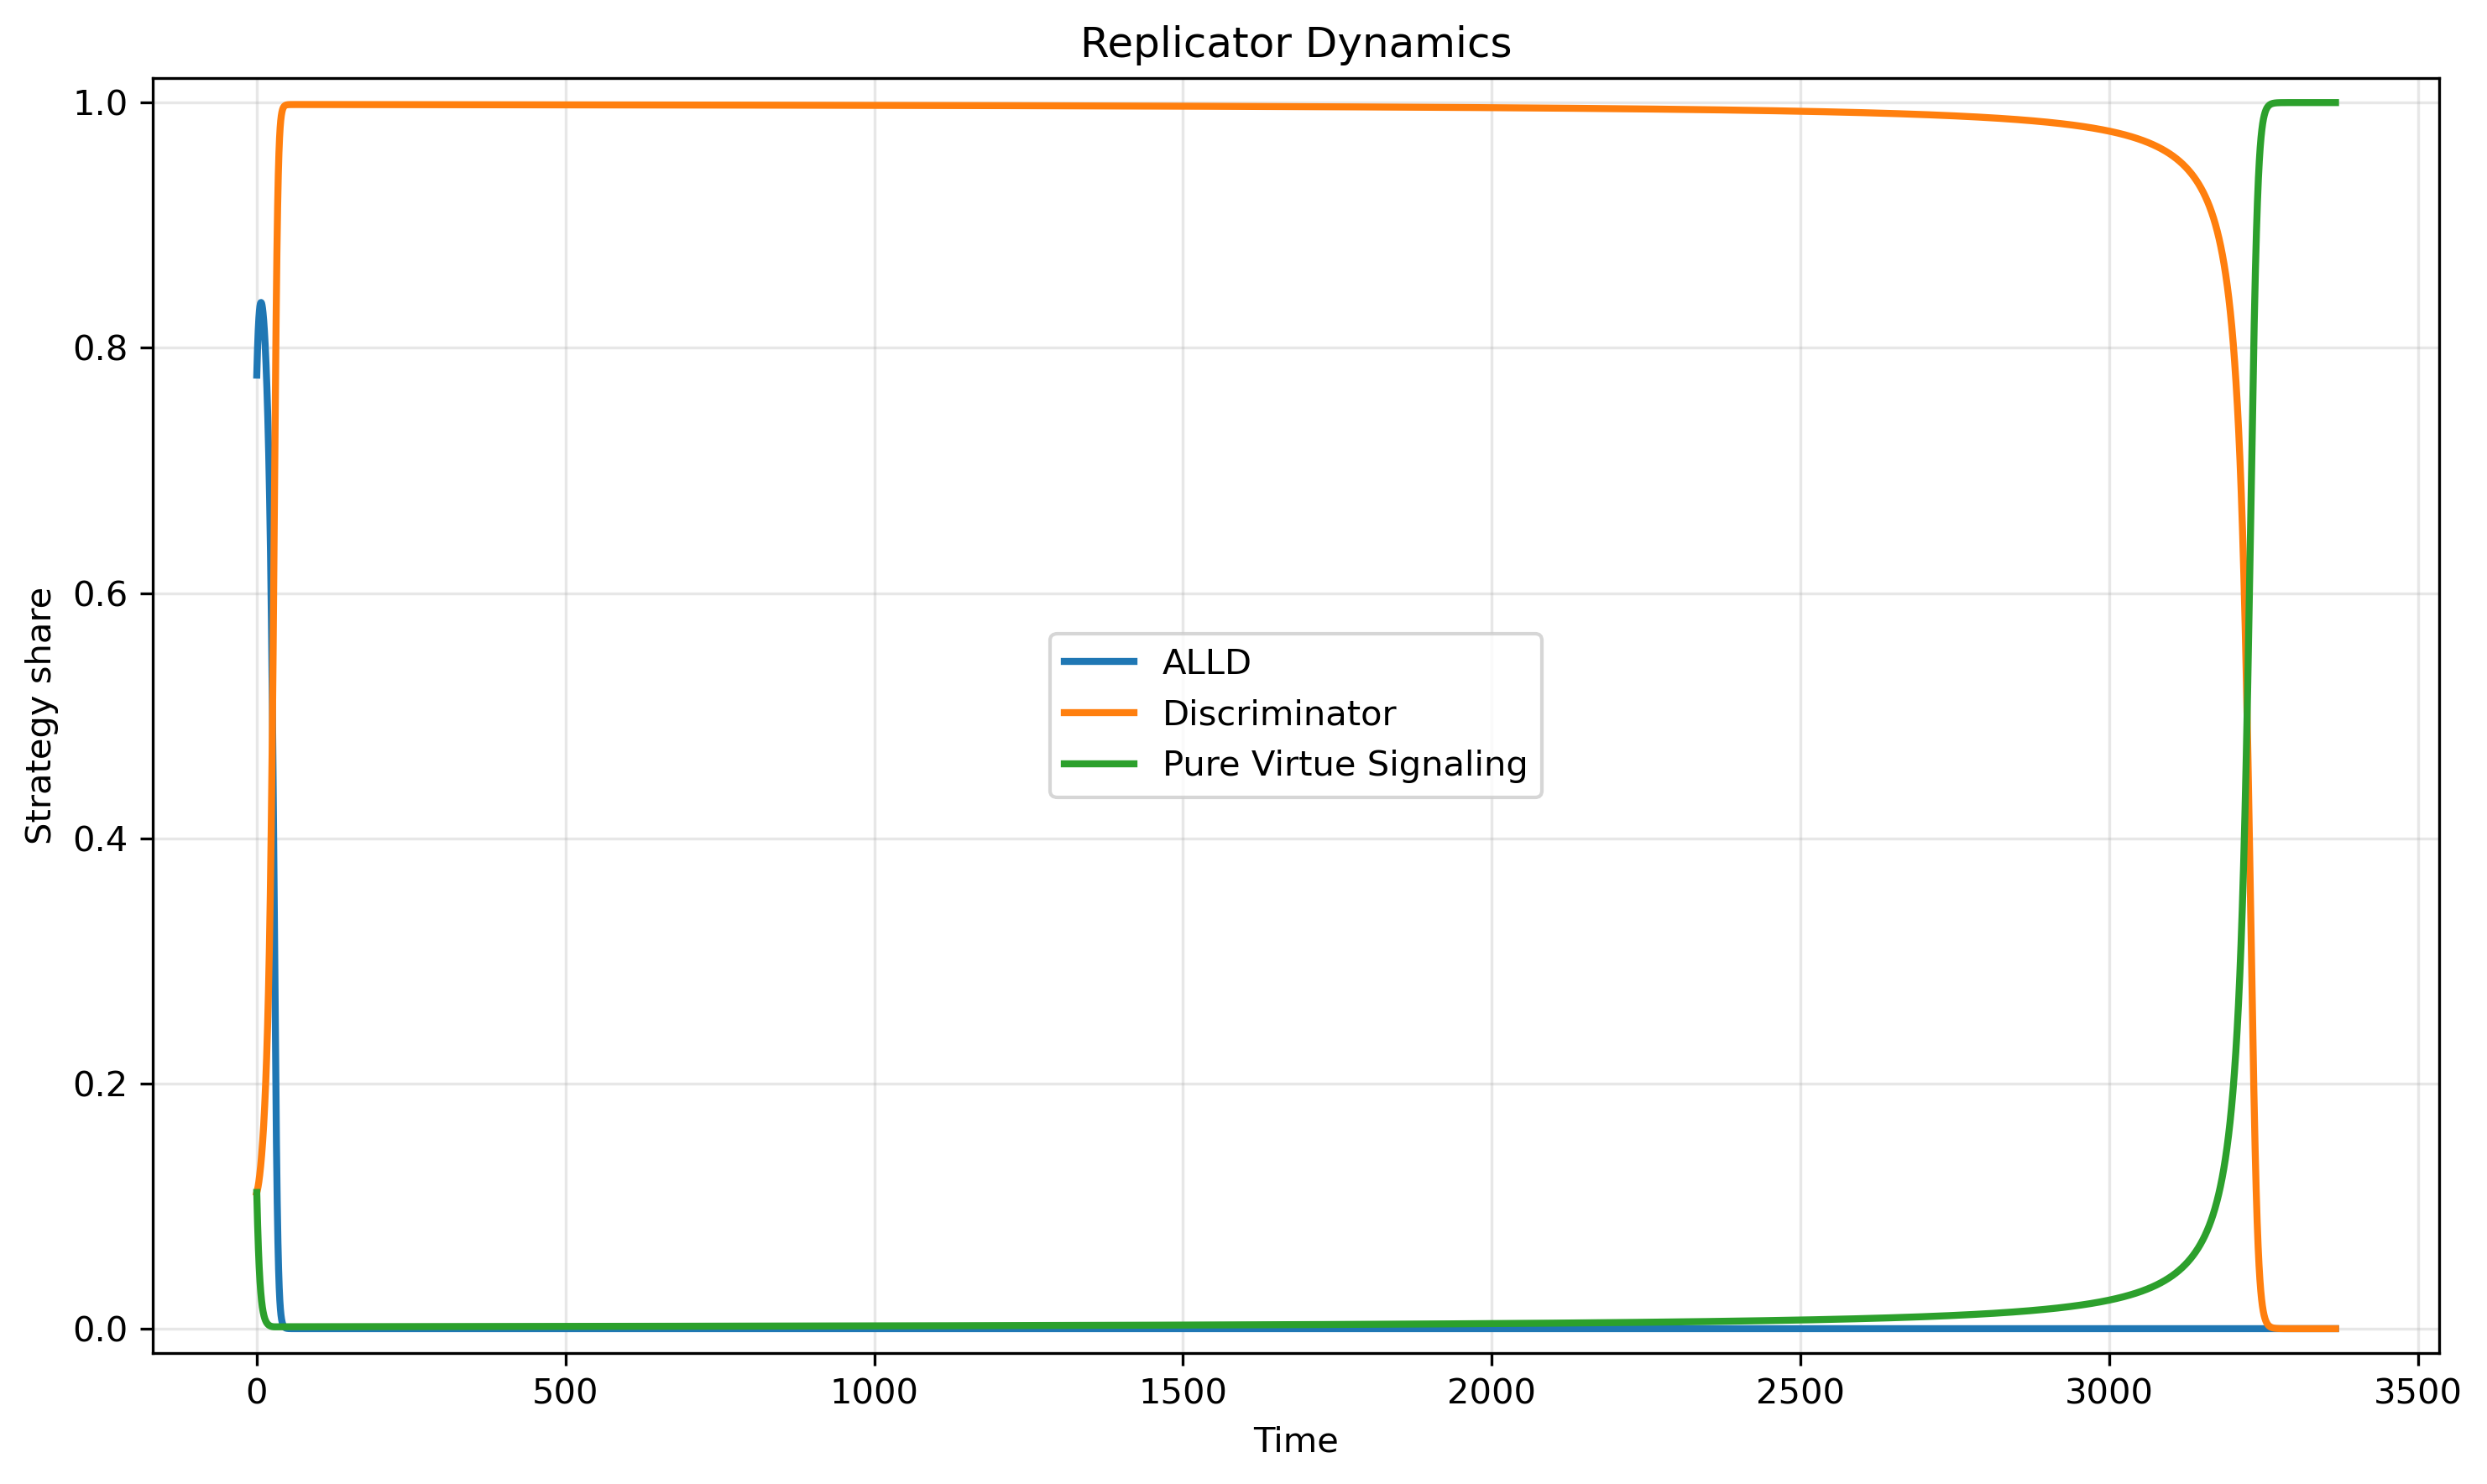 Replicator Dynamics
Strategy share
1.0
0.8
0.6
0.4
0.2
0.0
ALLD
Discriminator
Pure Virtue Signaling
0 500 1000 1500 2000 2500 3000 3500
Time